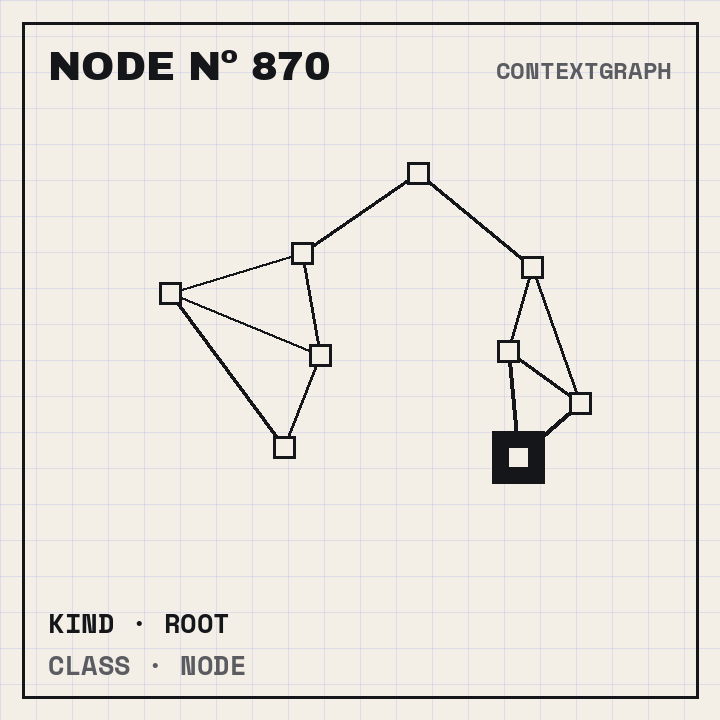 NODE Nº 870
CONTEXTGRAPH
KIND · ROOT
CLASS · NODE